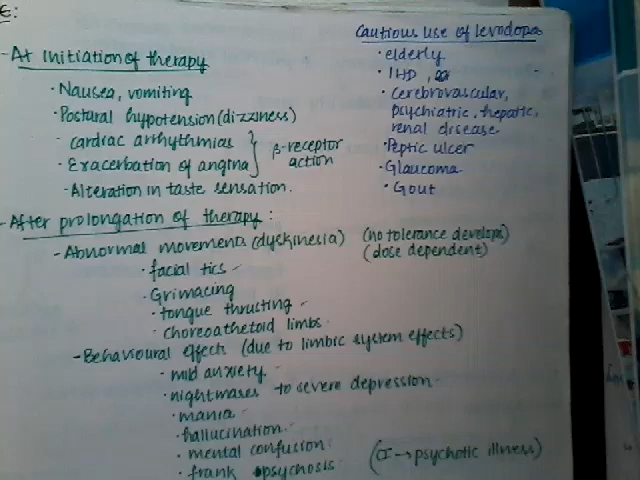 E:
- At initiation of therapy
· Nausea, vomiting
· Postural hypotension (dizziness)
- cardiac arrhythmias
· Exacerbation of angina
} β-receptor
action
- Alteration in taste sensation.
Cautious use of levodopa
· elderly
· IHD,
· Cerebrovascular,
psychiatric, hepatic,
renal disease
· Peptic ulcer
· Glaucoma
· Gout
- After prolongation of therapy:
- Abnormal movements (dyskinesia) (no tolerance develops)
(dose dependent)
· facial tics
· Grimacing
· tongue thrusting
· choreoathetoid limbs
- Behavioural effects (due to limbic system effects)
· mild anxiety
· nightmares to severe depression
· mania
· hallucination
· mental confusion
· frank psychosis (CI → psychotic illness)